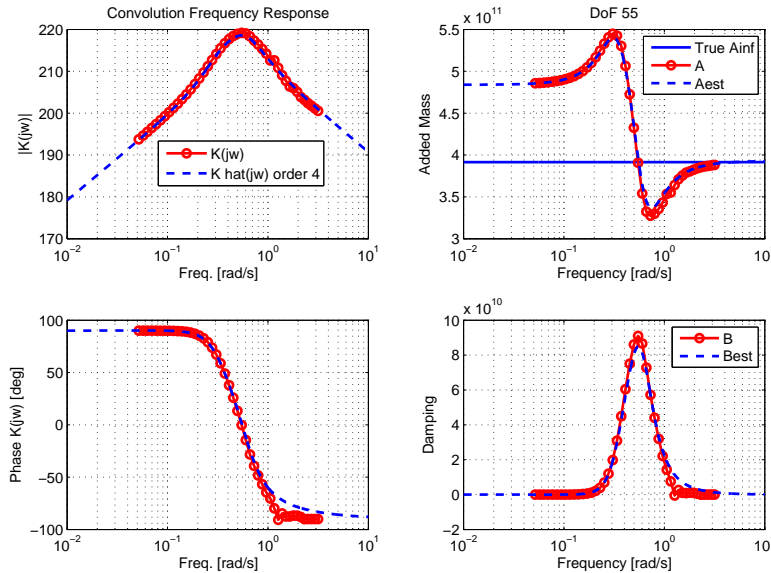 Convolution Frequency Response
220
210
200
190
180
170
|K(jw)|
K(jw)
K hat(jw) order 4
10^-2
10^-1
10^0
10^1
Freq. [rad/s]
x 10^11
DoF 55
5.5
5
4.5
4
3.5
3
Added Mass
True Ainf
A
Aest
10^-2
10^-1
10^0
10^1
Frequency [rad/s]
100
50
0
−50
−100
Phase K(jw) [deg]
10^-2
10^-1
10^0
10^1
Freq. [rad/s]
x 10^10
10
8
6
4
2
0
−2
Damping
B
Best
10^-2
10^-1
10^0
10^1
Frequency [rad/s]